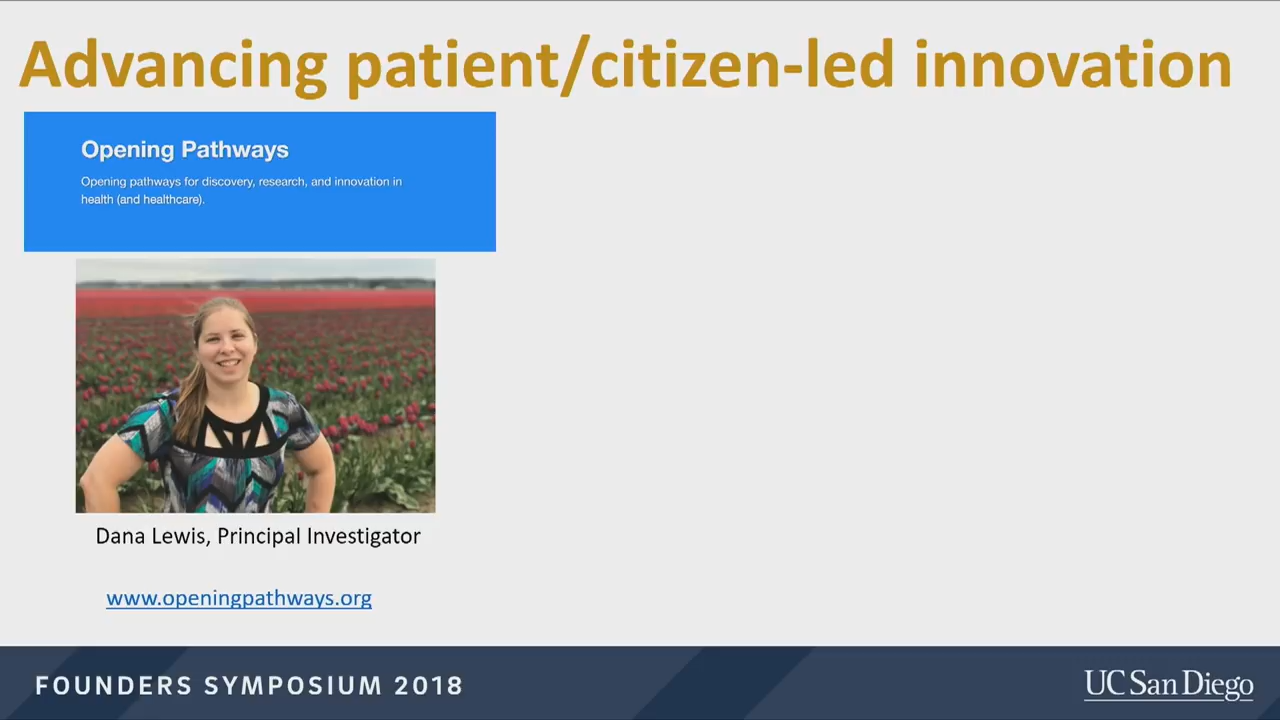 Advancing patient/citizen-led innovation
Opening Pathways
Opening pathways for discovery, research, and innovation in
health (and healthcare).
Dana Lewis, Principal Investigator
www.openingpathways.org
FOUNDERS SYMPOSIUM 2018
UC San Diego